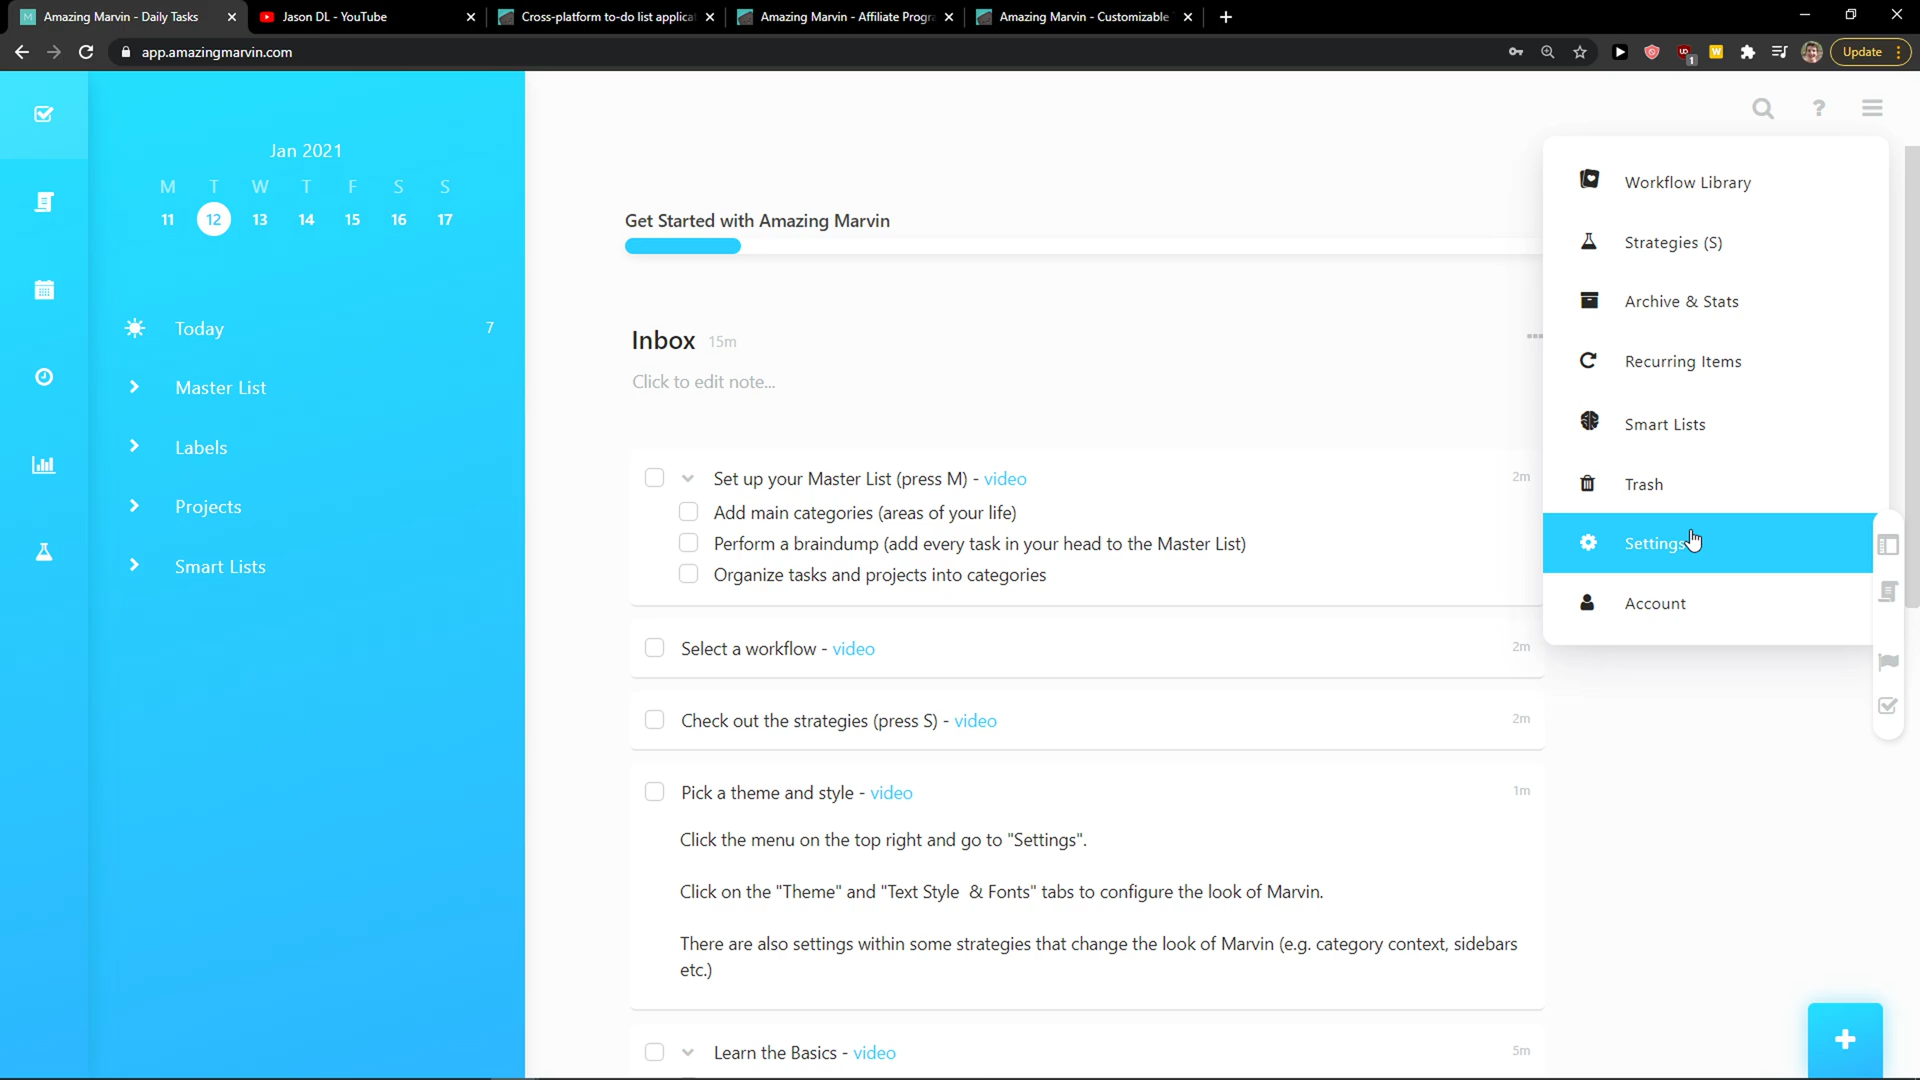 Amazing Marvin - Daily Tasks
Jason DL - YouTube
Cross-platform to-do list applica
Amazing Marvin - Affiliate Progra
Amazing Marvin - Customizable
app.amazingmarvin.com
1
Update
Jan 2021
M T W T F S S
11 12 13 14 15 16 17
Today 7
Master List
Labels
Projects
Smart Lists
Get Started with Amazing Marvin
Inbox 15m
Click to edit note...
Set up your Master List (press M) - video 2m
Add main categories (areas of your life)
Perform a braindump (add every task in your head to the Master List)
Organize tasks and projects into categories
Select a workflow - video 2m
Check out the strategies (press S) - video 2m
Pick a theme and style - video 1m
Click the menu on the top right and go to "Settings".
Click on the "Theme" and "Text Style & Fonts" tabs to configure the look of Marvin.
There are also settings within some strategies that change the look of Marvin (e.g. category context, sidebars
etc.)
Learn the Basics - video 5m
?
Workflow Library
Strategies (S)
Archive & Stats
Recurring Items
Smart Lists
Trash
Settings
Account